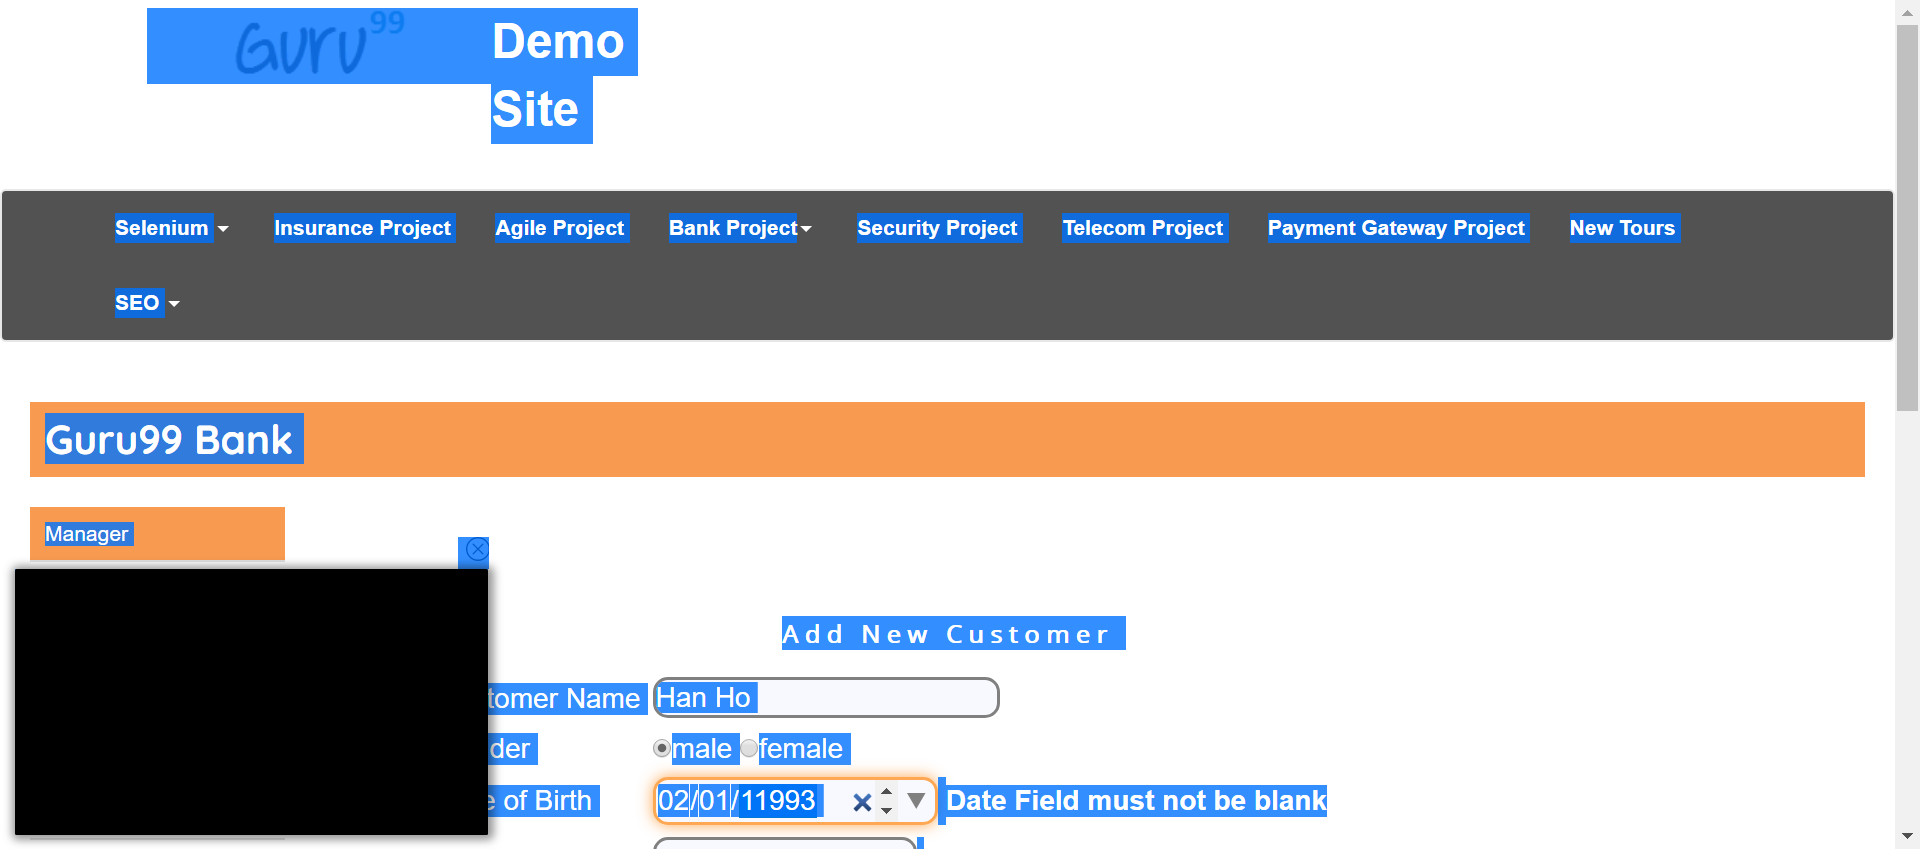 Guru99 Demo
Site
Selenium Insurance Project Agile Project Bank Project Security Project Telecom Project Payment Gateway Project New Tours
SEO
Guru99 Bank
Manager
Add New Customer
tomer Name Han Ho
der male female
e of Birth 02/01/11993 Date Field must not be blank